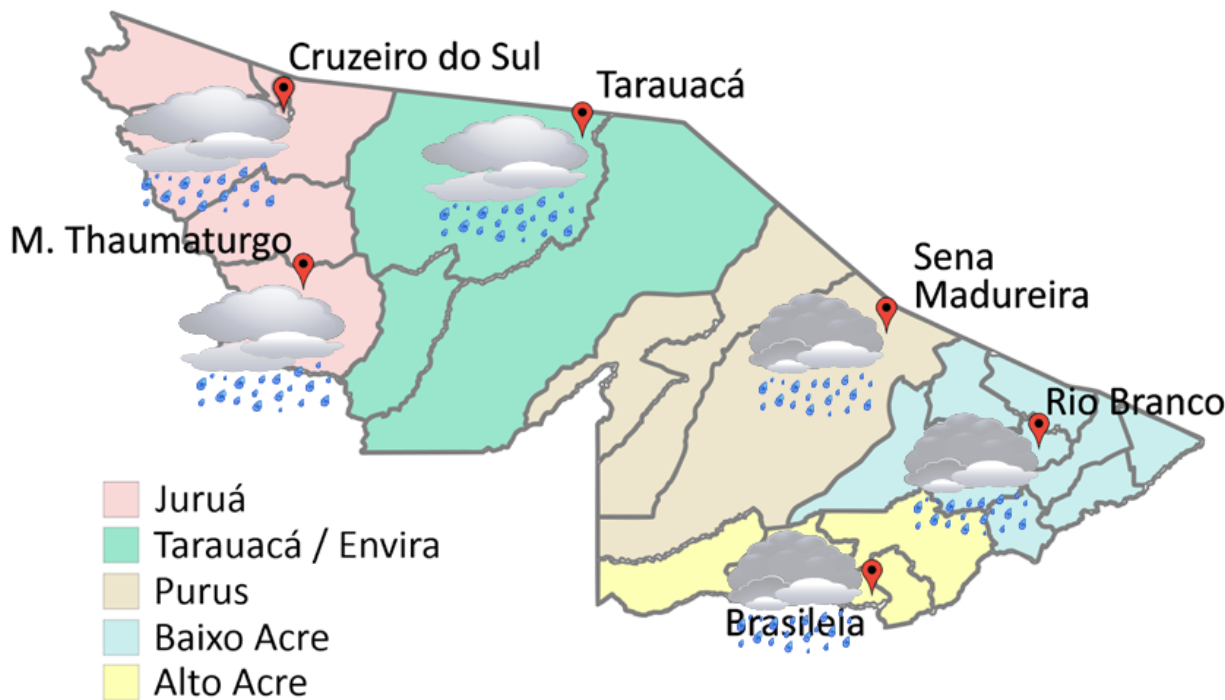 Cruzeiro do Sul
Tarauacá
M. Thaumaturgo
Sena
Madureira
Rio Branco
Brasileia
Juruá
Tarauacá / Envira
Purus
Baixo Acre
Alto Acre